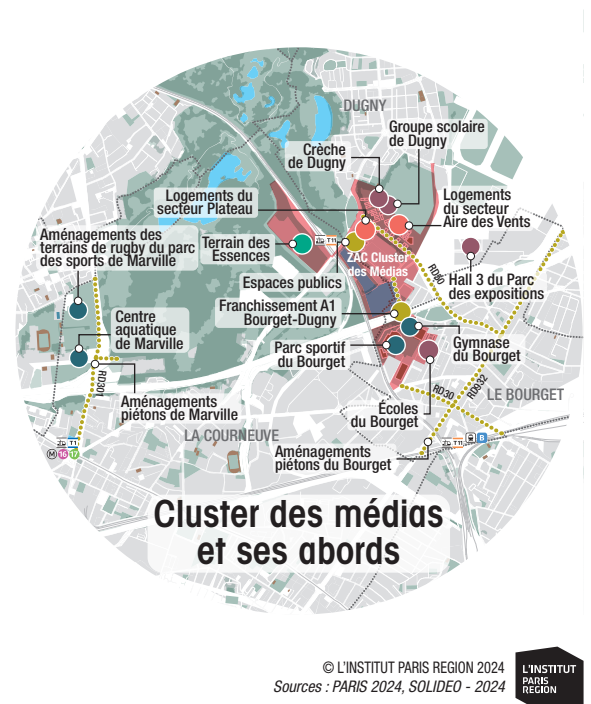 DUGNY
Groupe scolaire
de Dugny
Crèche
de Dugny
Logements du
secteur Plateau
Logements
du secteur
Aire des Vents
Aménagements des
terrains de rugby du parc
des sports de Marville
Terrain des
Essences
T11
ZAC Cluster
des Médias
RD50
Hall 3 du Parc
des expositions
Espaces publics
Franchissement A1
Bourget-Dugny
Centre
aquatique
de Marville
Gymnase
du Bourget
Parc sportif
du Bourget
RD301
RD30
RD932
LE BOURGET
Aménagements
piétons de Marville
Écoles
du Bourget
LA COURNEUVE
T1
M 16 17
T11 B
Aménagements
piétons du Bourget
Cluster des médias
et ses abords
© L'INSTITUT PARIS REGION 2024
Sources : PARIS 2024, SOLIDEO - 2024
L'INSTITUT
PARIS
REGION